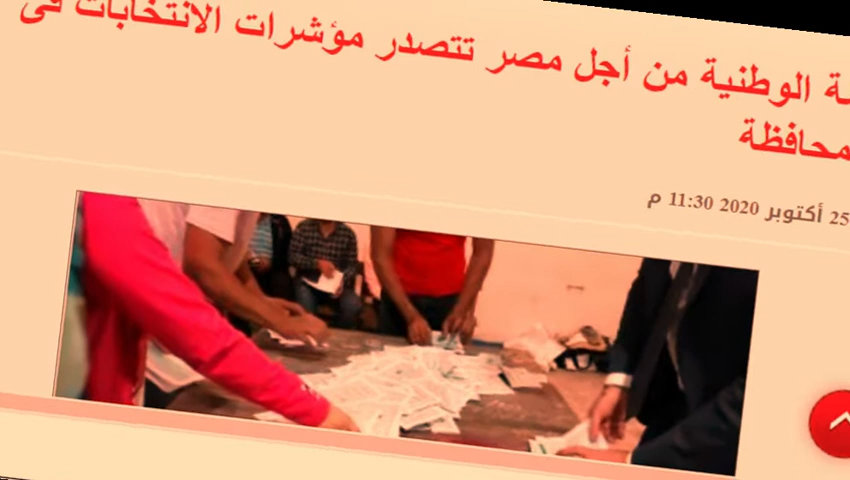 الوطنية من أجل مصر تتصدر مؤشرات الانتخابات فى
محافظة
25 أكتوبر 2020 11:30 م